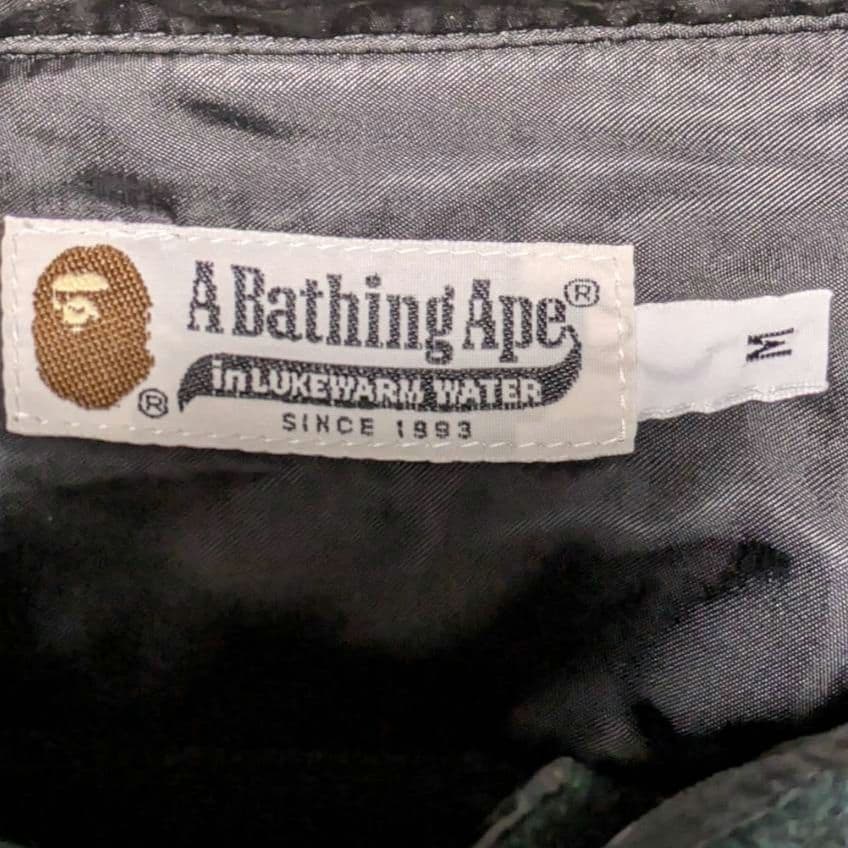 A Bathing Ape®
®
in LUKEWARM WATER
SINCE 1993
M